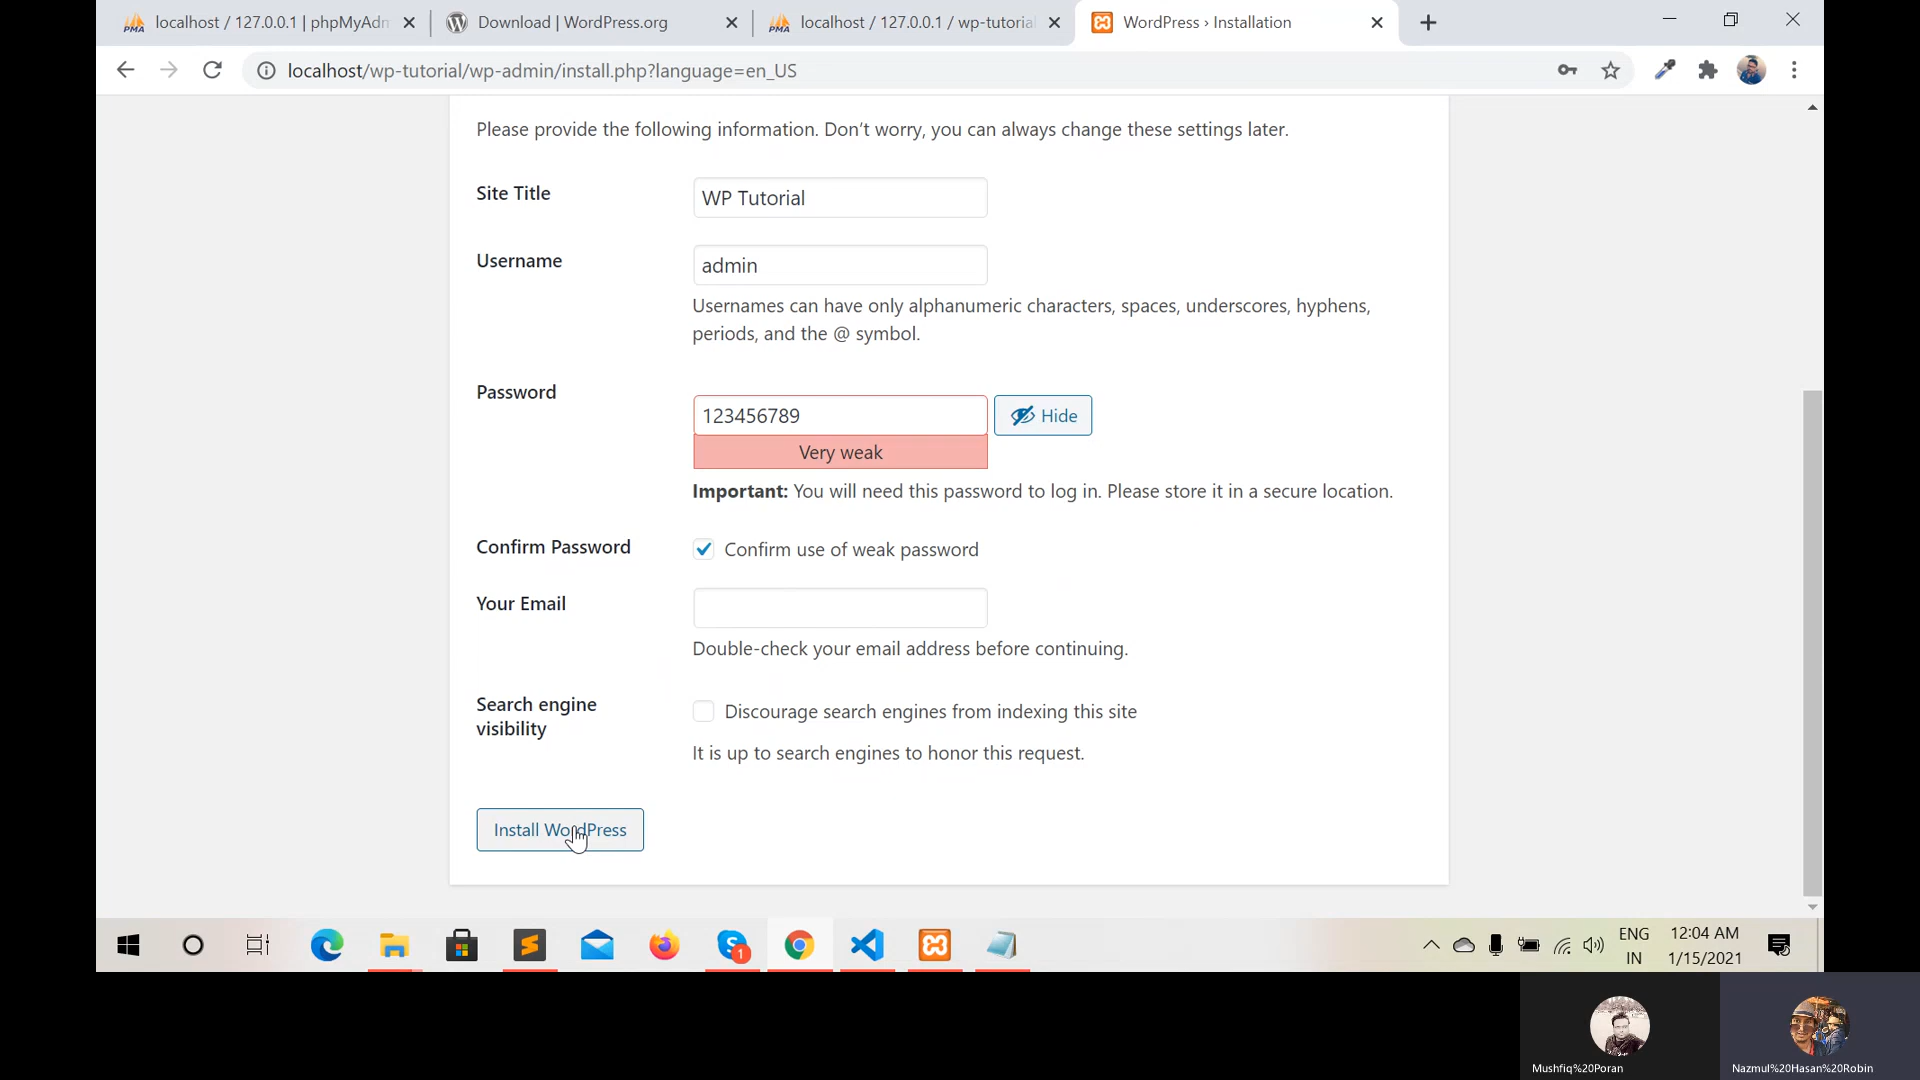 localhost / 127.0.0.1 | phpMyAdm
Download | WordPress.org
localhost / 127.0.0.1 / wp-tutorial
WordPress › Installation
localhost/wp-tutorial/wp-admin/install.php?language=en_US
Please provide the following information. Don’t worry, you can always change these settings later.
Site Title
WP Tutorial
Username
admin
Usernames can have only alphanumeric characters, spaces, underscores, hyphens,
periods, and the @ symbol.
Password
123456789
Hide
Very weak
Important: You will need this password to log in. Please store it in a secure location.
Confirm Password
Confirm use of weak password
Your Email
Double-check your email address before continuing.
Search engine
visibility
Discourage search engines from indexing this site
It is up to search engines to honor this request.
Install WordPress
1
ENG
IN
12:04 AM
1/15/2021
Mushfiq%20Poran
Nazmul%20Hasan%20Robin